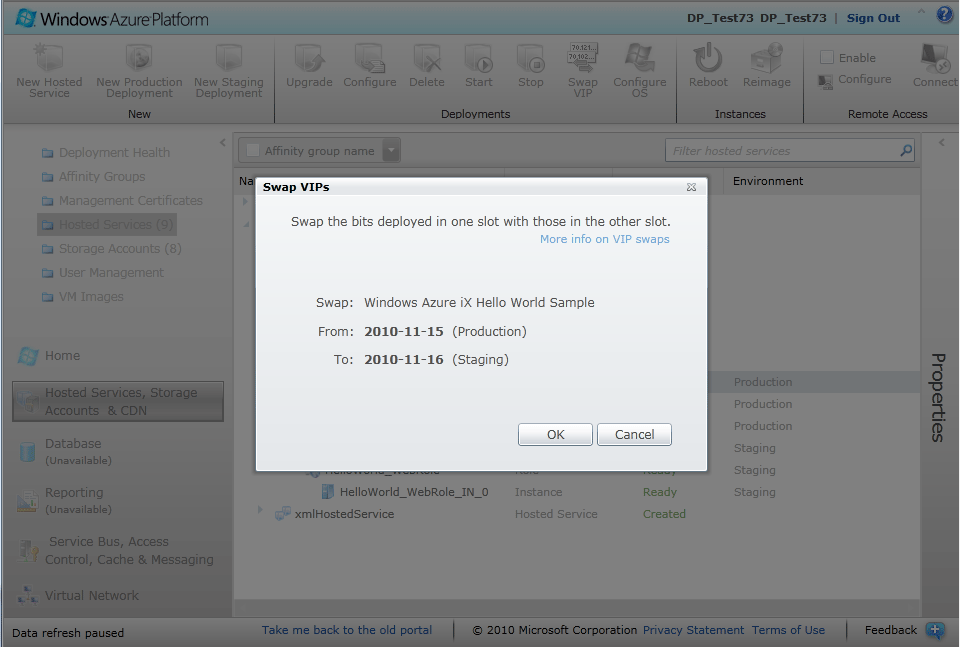 Windows Azure Platform
DP_Test73 DP_Test73 | Sign Out
New Hosted Service
New Production Deployment
New Staging Deployment
New
Upgrade
Configure
Delete
Start
Stop
Swap VIP
Configure OS
Deployments
Reboot
Reimage
Instances
Enable
Configure
Connect
Remote Access
Deployment Health
Affinity Groups
Management Certificates
Hosted Services (9)
Storage Accounts (8)
User Management
VM Images
Home
Hosted Services, Storage
Accounts & CDN
Database
(Unavailable)
Reporting
(Unavailable)
Service Bus, Access
Control, Cache & Messaging
Virtual Network
Affinity group name
Filter hosted services
Na
Environment
Swap VIPs
Swap the bits deployed in one slot with those in the other slot.
More info on VIP swaps
Swap: Windows Azure iX Hello World Sample
From: 2010-11-15 (Production)
To: 2010-11-16 (Staging)
OK
Cancel
Production
Production
Production
Staging
HelloWorld_WebRole Role Ready Staging
HelloWorld_WebRole_IN_0 Instance Ready Staging
xmlHostedService Hosted Service Created
Properties
Data refresh paused
Take me back to the old portal
© 2010 Microsoft Corporation Privacy Statement Terms of Use
Feedback